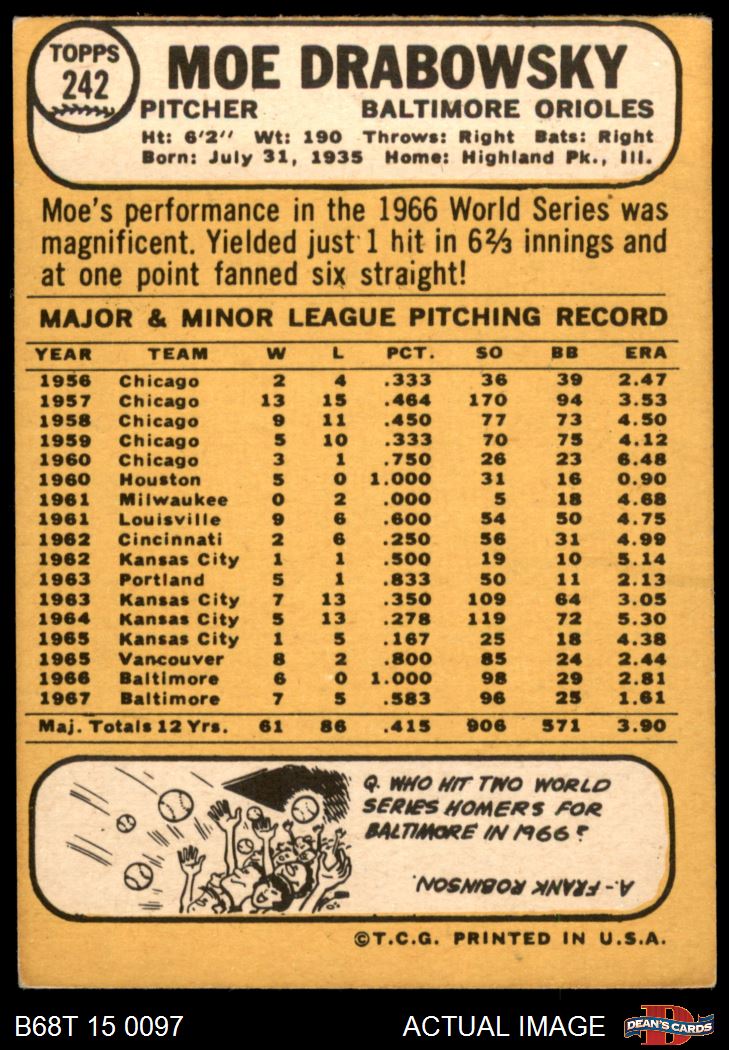 TOPPS
242
MOE DRABOWSKY
PITCHER BALTIMORE ORIOLES
Ht: 6'2" Wt: 190 Throws: Right Bats: Right
Born: July 31, 1935 Home: Highland Pk., Ill.
Moe's performance in the 1966 World Series was
magnificent. Yielded just 1 hit in 6⅔ innings and
at one point fanned six straight!
MAJOR & MINOR LEAGUE PITCHING RECORD
YEAR TEAM W L PCT. SO BB ERA
1956 Chicago 2 4 .333 36 39 2.47
1957 Chicago 13 15 .464 170 94 3.53
1958 Chicago 9 11 .450 77 73 4.50
1959 Chicago 5 10 .333 70 75 4.12
1960 Chicago 3 1 .750 26 23 6.48
1960 Houston 5 0 1.000 31 16 0.90
1961 Milwaukee 0 2 .000 5 18 4.68
1961 Louisville 9 6 .600 54 50 4.75
1962 Cincinnati 2 6 .250 56 31 4.99
1962 Kansas City 1 1 .500 19 10 5.14
1963 Portland 5 1 .833 50 11 2.13
1963 Kansas City 7 13 .350 109 64 3.05
1964 Kansas City 5 13 .278 119 72 5.30
1965 Kansas City 1 5 .167 25 18 4.38
1965 Vancouver 8 2 .800 85 24 2.44
1966 Baltimore 6 0 1.000 98 29 2.81
1967 Baltimore 7 5 .583 96 25 1.61
Maj. Totals 12 Yrs. 61 86 .415 906 571 3.90
Q. WHO HIT TWO WORLD
SERIES HOMERS FOR
BALTIMORE IN 1966?
A-FRANK ROBINSON.
©T.C.G. PRINTED IN U.S.A.
B68T 15 0097 ACTUAL IMAGE
DEAN'S CARDS